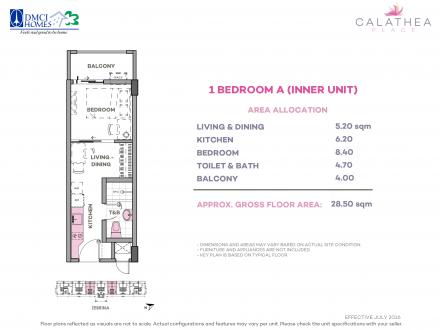 DMCI
HOMES
Feels real good to be home
CALATHEA
PLACE
1 BEDROOM A (INNER UNIT)
AREA ALLOCATION
LIVING & DINING 5.20 sqm
KITCHEN 6.20
BEDROOM 8.40
TOILET & BATH 4.70
BALCONY 4.00
APPROX. GROSS FLOOR AREA: 28.50 sqm
- DIMENSIONS AND AREAS MAY VARY BASED ON ACTUAL SITE CONDITION
- FURNITURE AND APPLIANCES ARE NOT INCLUDED
- KEY PLAN IS BASED ON TYPICAL FLOOR
BALCONY
BEDROOM
LIVING -
DINING
KITCHEN
T&B
EFFECTIVE JULY 2016
Floor plans reflected as visuals are not to scale. Actual configurations and features may vary per unit. Please check the unit specifications with your seller.